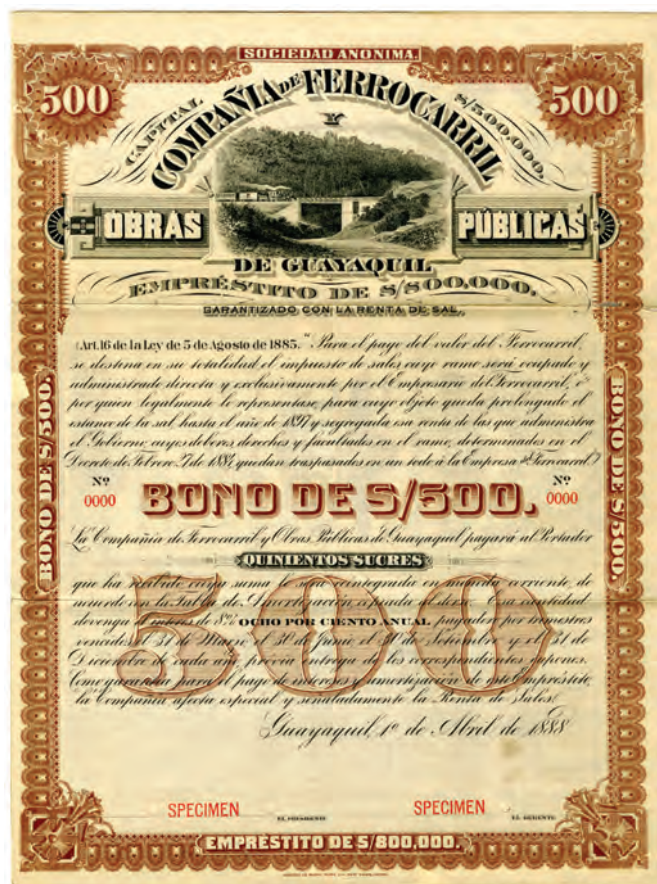 SOCIEDAD ANONIMA.
500
500
CAPITAL
S/500.000.
COMPAÑIA DE FERROCARRIL
Y
OBRAS
PÚBLICAS
DE GUAYAQUIL
EMPRÉSTITO DE S/800,000.
GARANTIZADO CON LA RENTA DE SAL.
(Art. 16 de la Ley de 5 de Agosto de 1885. "Para el pago del valor del Ferrocarril,
se destina en su totalidad el impuesto de sales cuyo ramo será ocupado y
administrado directa y exclusivamente por el Empresario del Ferrocarril, ó
por quien legalmente lo representase, para cuyo objeto queda prolongado el
estanco de la sal hasta el año de 1897 y segregada esa renta de las que administra
el Gobierno, cuyos deberes, derechos y facultades en el ramo, determinados en el
Decreto de Febrero 7 de 1884, quedan traspasados en un todo á la Empresa del Ferrocarril.)
BONO DE S/500.
BONO DE S/500.
Nº
0000
BONO DE S/500.
Nº
0000
La Compañia de Ferrocarril y Obras Públicas de Guayaquil pagará al Portador
QUINIENTOS SUCRES
500
que ha recibido cuya suma le será reintegrada en moneda corriente, de
acuerdo con la Tabla de Amortización copiada al dorso. Esa cantidad
devenga el interes de 8% OCHO POR CIENTO ANUAL pagador por trimestres
vencidos el 31 de Marzo, el 30 de Junio, el 30 de Setiembre y el 31 de
Diciembre de cada año, prévia entrega de los correspondientes cupones.
Como garantía para el pago de intereses y amortización de este Empréstito,
la Compañia afecta especial y señaladamente la Renta de Sales.
Guayaquil, 1º de Abril de 1888
SPECIMEN
EL PRESIDENTE
SPECIMEN
EL GERENTE
EMPRÉSTITO DE S/800,000.